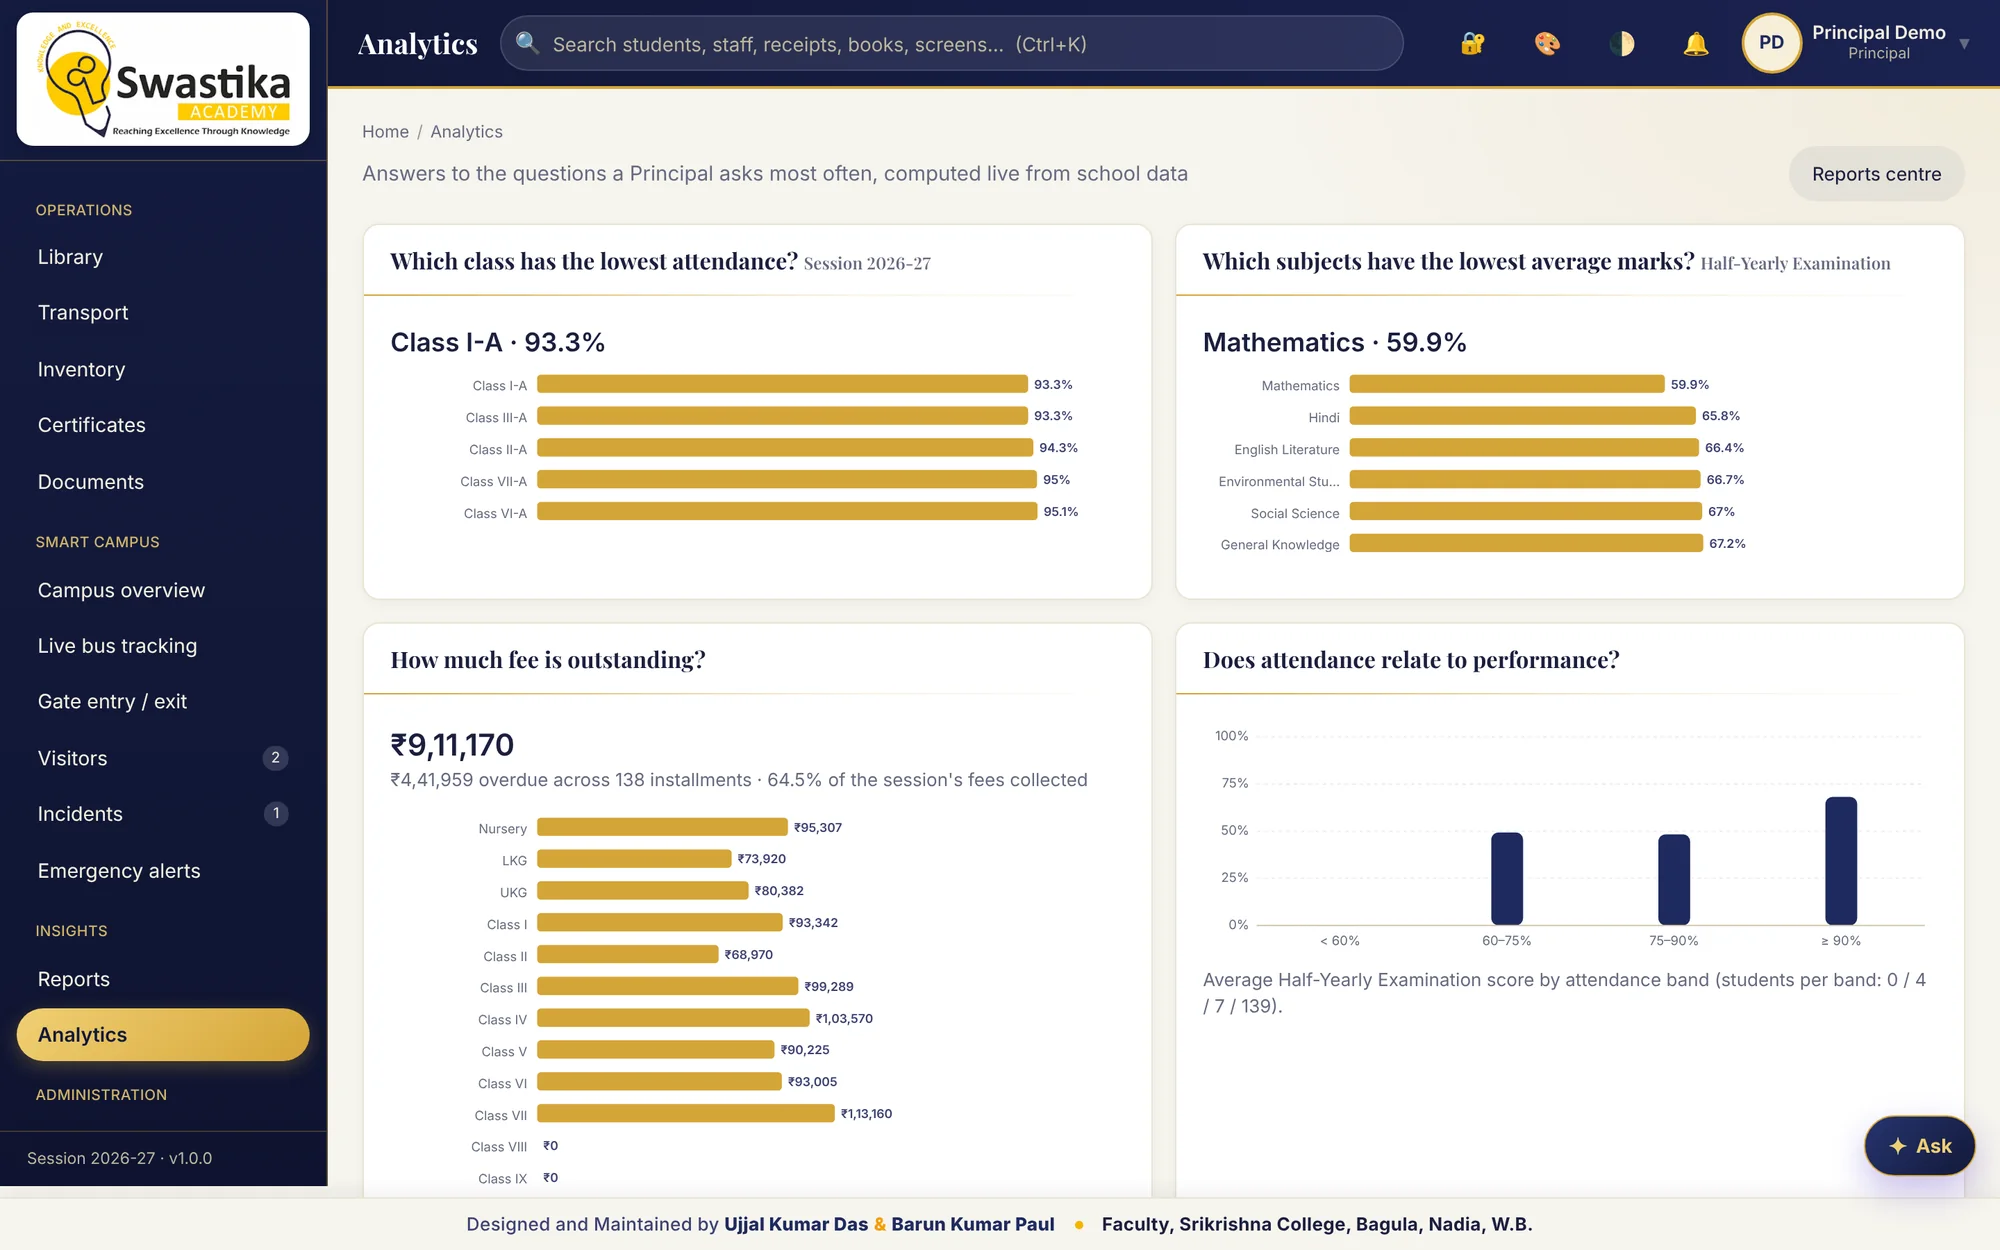 KNOWLEDGE AND EXCELLENCE
Swastika
ACADEMY
Reaching Excellence Through Knowledge
OPERATIONS
Library
Transport
Inventory
Certificates
Documents
SMART CAMPUS
Campus overview
Live bus tracking
Gate entry / exit
Visitors 2
Incidents 1
Emergency alerts
INSIGHTS
Reports
Analytics
ADMINISTRATION
Session 2026-27 · v1.0.0
Analytics
Search students, staff, receipts, books, screens... (Ctrl+K)
PD
Principal Demo
Principal
Home / Analytics
Answers to the questions a Principal asks most often, computed live from school data
Reports centre
Which class has the lowest attendance? Session 2026-27
Class I-A · 93.3%
Class I-A 93.3%
Class III-A 93.3%
Class II-A 94.3%
Class VII-A 95%
Class VI-A 95.1%
Which subjects have the lowest average marks? Half-Yearly Examination
Mathematics · 59.9%
Mathematics 59.9%
Hindi 65.8%
English Literature 66.4%
Environmental Stu... 66.7%
Social Science 67%
General Knowledge 67.2%
How much fee is outstanding?
₹9,11,170
₹4,41,959 overdue across 138 installments · 64.5% of the session's fees collected
Nursery ₹95,307
LKG ₹73,920
UKG ₹80,382
Class I ₹93,342
Class II ₹68,970
Class III ₹99,289
Class IV ₹1,03,570
Class V ₹90,225
Class VI ₹93,005
Class VII ₹1,13,160
Class VIII ₹0
Class IX ₹0
Does attendance relate to performance?
100%
75%
50%
25%
0%
< 60% 60–75% 75–90% ≥ 90%
Average Half-Yearly Examination score by attendance band (students per band: 0 / 4
/ 7 / 139).
✦ Ask
Designed and Maintained by Ujjal Kumar Das & Barun Kumar Paul ● Faculty, Srikrishna College, Bagula, Nadia, W.B.